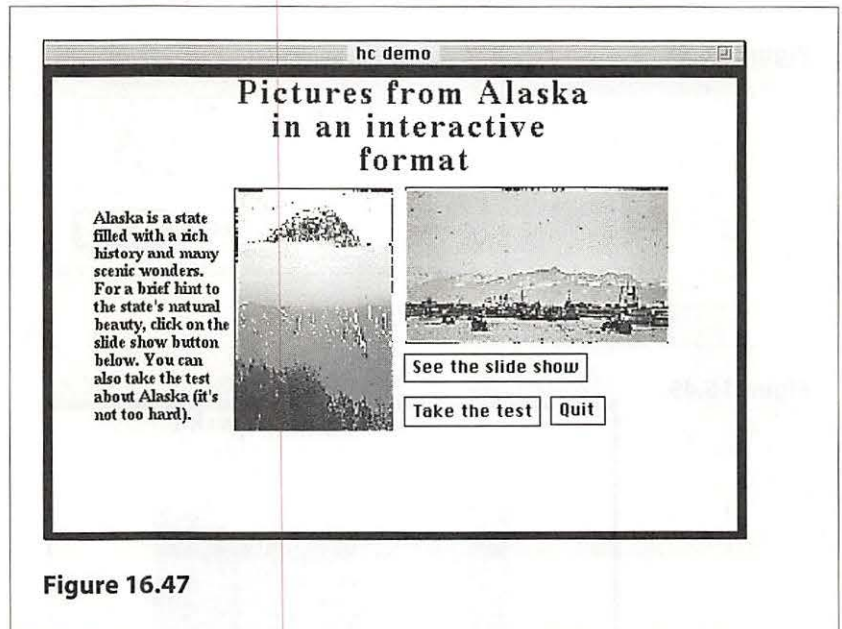 hc demo
Pictures from Alaska
in an interactive
format
Alaska is a state
filled with a rich
history and many
scenic wonders.
For a brief hint to
the state's natural
beauty, click on the
slide show button
below. You can
also take the test
about Alaska (it's
not too hard).
See the slide show
Take the test
Quit
Figure 16.47